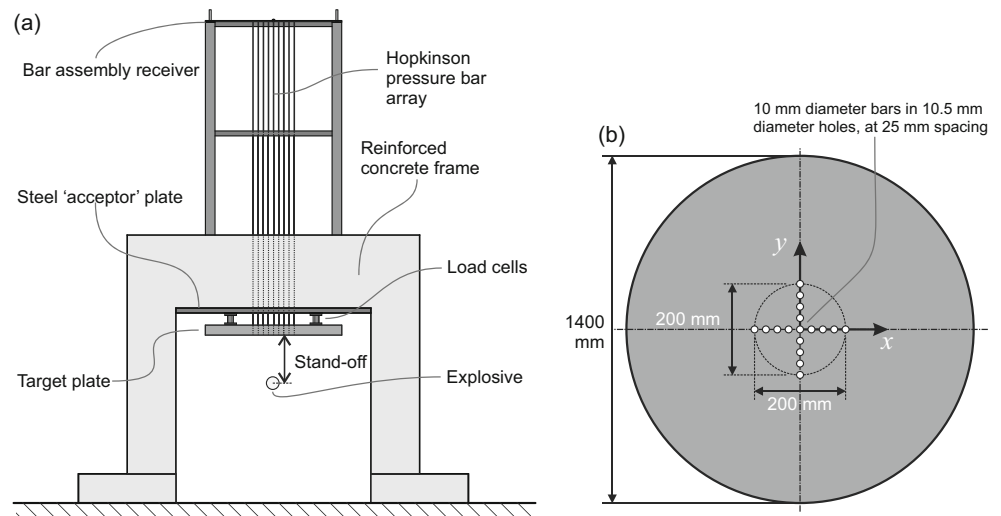 (a)
Bar assembly receiver
Hopkinson
pressure bar
array
Reinforced
concrete frame
Steel ‘acceptor’ plate
Load cells
Stand-off
Target plate
Explosive
10 mm diameter bars in 10.5 mm
diameter holes, at 25 mm spacing
(b)
y
1400
mm
200 mm
x
200 mm